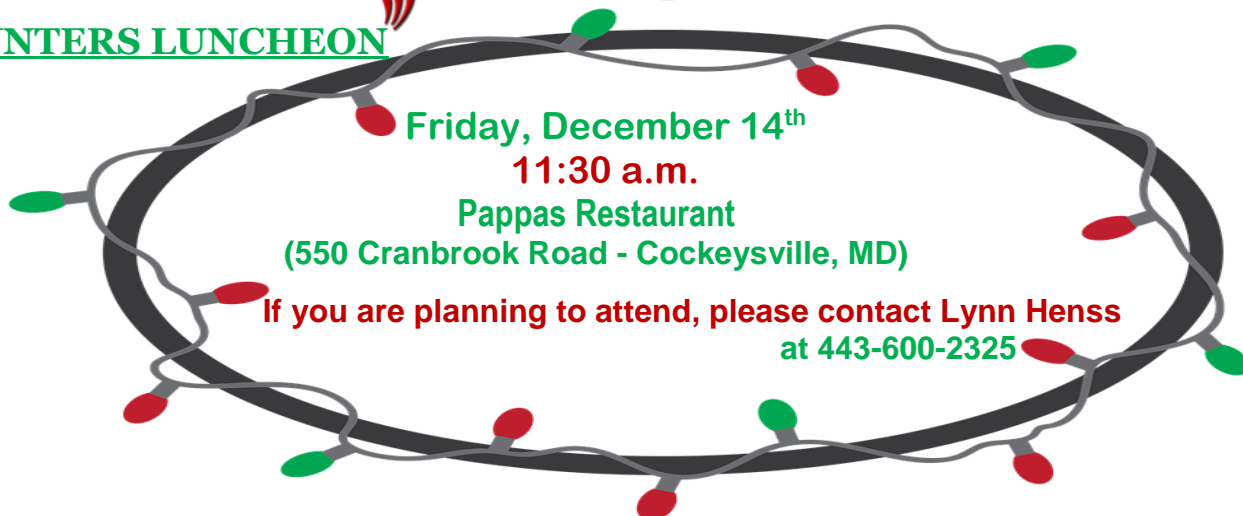 LUNCHEON
Friday, December 14th
11:30 a.m.
Pappas Restaurant
(550 Cranbrook Road - Cockeysville, MD)
If you are planning to attend, please contact Lynn Henss
at 443-600-2325